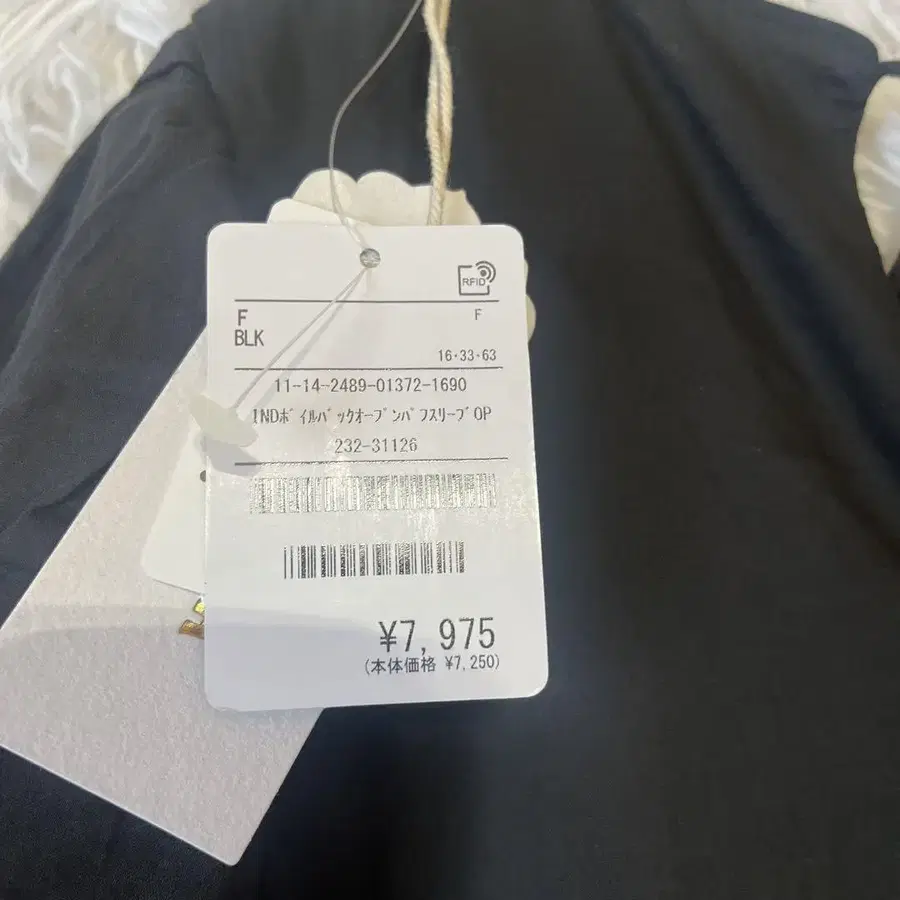 RFID
F
F
BLK
16・33・63
11-14-2489-01372-1690
INDﾎﾞｲﾙﾊﾞｯｸｵｰﾌﾟﾝﾊﾟﾌｽﾘｰﾌﾞOP
232-31126
¥7,975
(本体価格 ¥7,250)